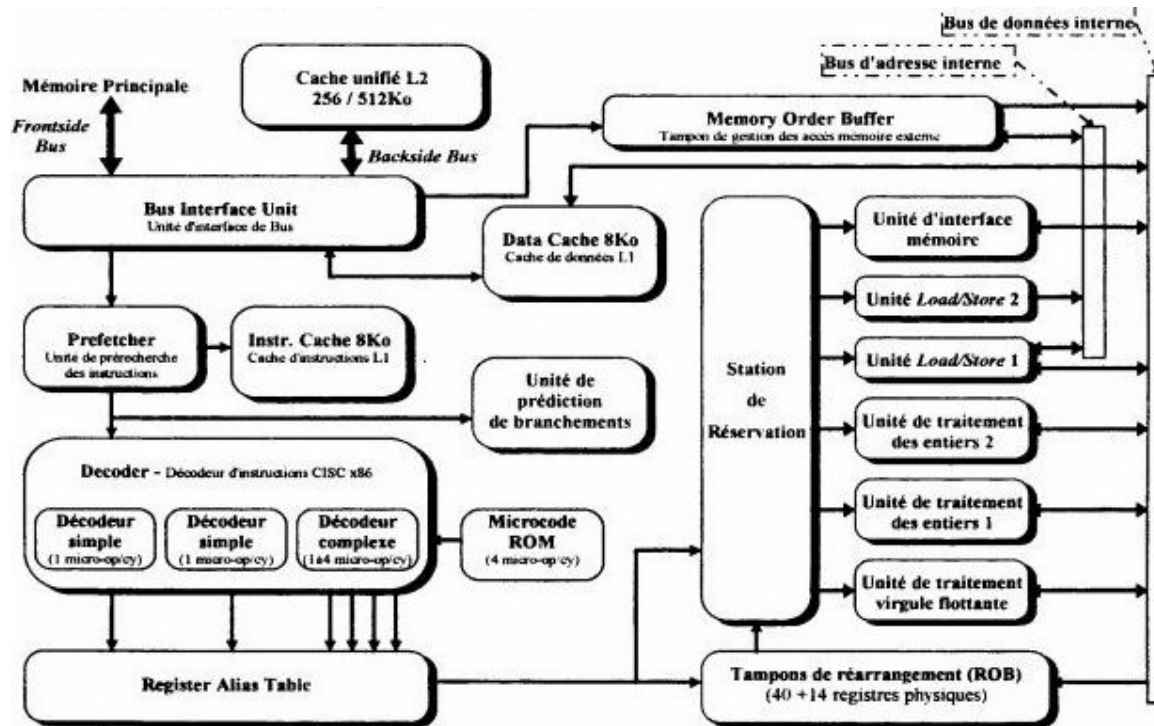 Bus de données interne
Bus d'adresse interne
Mémoire Principale
Frontside
Bus
Cache unifié L2
256 / 512Ko
Backside Bus
Memory Order Buffer
Tampon de gestion des accès mémoire externe
Bus Interface Unit
Unité d'interface de Bus
Data Cache 8Ko
Cache de données L1
Prefetcher
Unité de prérocherche
des instructions
Instr. Cache 8Ko
Cache d'instructions L1
Unité de
prédiction
de branchements
Decoder - Décodeur d'instructions CISC x86
Décodeur
simple
(1 micro-op/cy)
Décodeur
simple
(1 micro-op/cy)
Décodeur
complexe
(1à4 micro-op/cy)
Microcode
ROM
(4 micro-op/cy)
Register Alias Table
Station
de
Réservation
Unité d'interface
mémoire
Unité Load/Store 2
Unité Load/Store 1
Unité de traitement
des entiers 2
Unité de traitement
des entiers 1
Unité de traitement
virgule flottante
Tampons de réarrangement (ROB)
(40 +14 registres physiques)